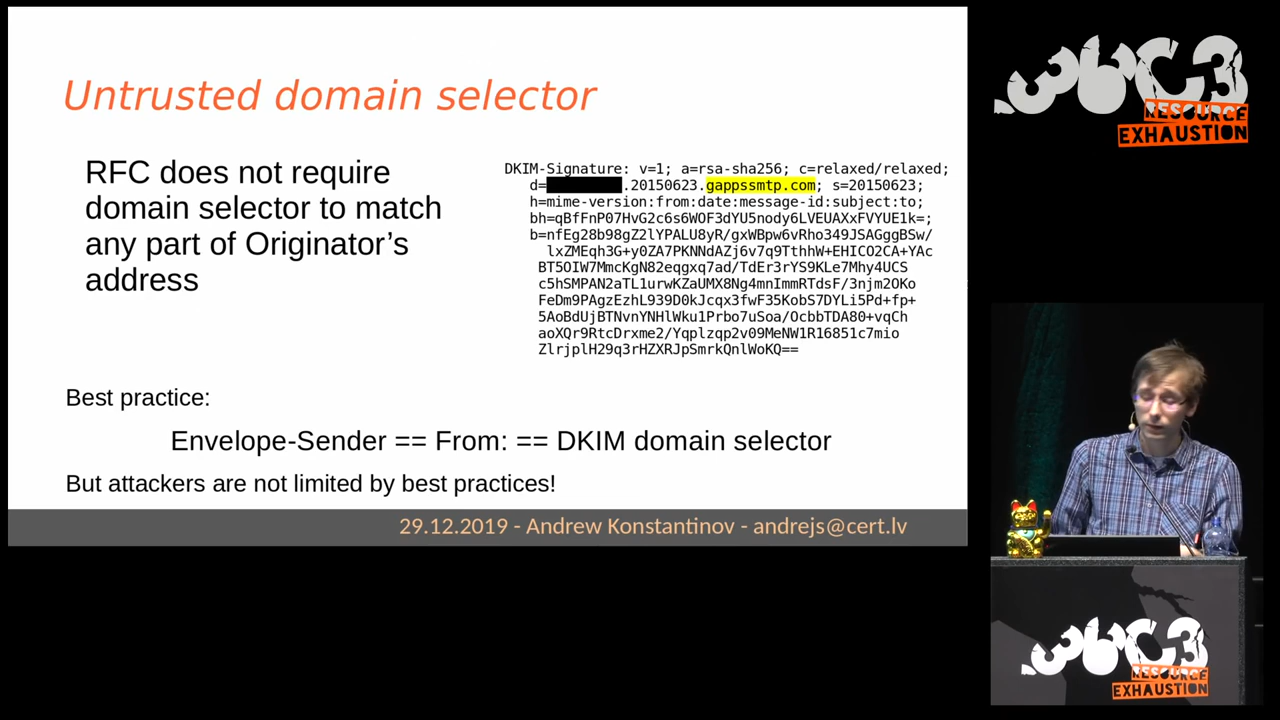 Untrusted domain selector
RFC does not require
domain selector to match
any part of Originator’s
address
DKIM-Signature: v=1; a=rsa-sha256; c=relaxed/relaxed;
d=.20150623.gappssmtp.com; s=20150623;
h=mime-version:from:date:message-id:subject:to;
bh=qBfFnP07HvG2c6s6WOF3dYU5nody6LVEUAXxFVYUE1k=;
b=nfEg28b98gZ2lYPALU8yR/gxWBpw6vRho349JSAGggBSw/
lxZMEqh3G+y0ZA7PKNNdAZj6v7q9TthhW+EHICO2CA+YAc
BT5OIW7MmcKgN82eqgxq7ad/TdEr3rYS9KLe7Mhy4UCS
c5hSMPAN2aTL1urwKZaUMX8Ng4mnImmRTdsF/3njm2OKo
FeDm9PAgzEzhL939D0kJcqx3fwF35KobS7DYLi5Pd+fp+
5AoBdUjBTNvnYNHlWku1Prbo7uSoa/OcbbTDA80+vqCh
aoXQr9RtcDrxme2/Yqplzqp2v09MeNW1R16851c7mio
ZlrjplH29q3rHZXRJpSmrkQnlWoKQ==
Best practice:
Envelope-Sender == From: == DKIM domain selector
But attackers are not limited by best practices!
29.12.2019 - Andrew Konstantinov - andrejs@cert.lv
36C3
RESOURCE
EXHAUSTION
36C3
RESOURCE
EXHAUSTION